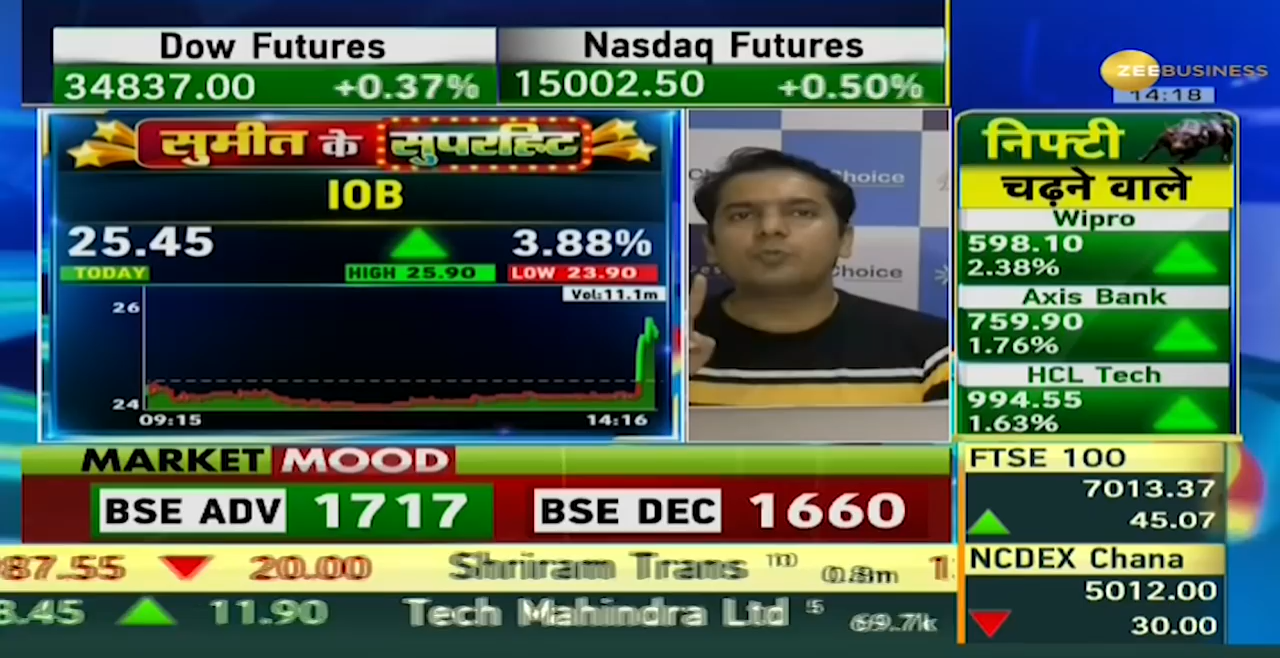 Dow Futures
34837.00 +0.37%
Nasdaq Futures
15002.50 +0.50%
ZEEBUSINESS
14:18
सुमीत के सुपरहिट
IOB
25.45 3.88%
TODAY HIGH 25.90 LOW 23.90
Vol:11.1m
26
24
09:15 14:16
Choice
Choice
निफ्टी
चढ़ने वाले
Wipro
598.10
2.38%
Axis Bank
759.90
1.76%
HCL Tech
994.55
1.63%
MARKET MOOD
BSE ADV 1717 BSE DEC 1660
FTSE 100
7013.37
45.07
NCDEX Chana
5012.00
30.00
87.55 20.00 Shriram Trans
8.45 11.90 Tech Mahindra Ltd 69.7k